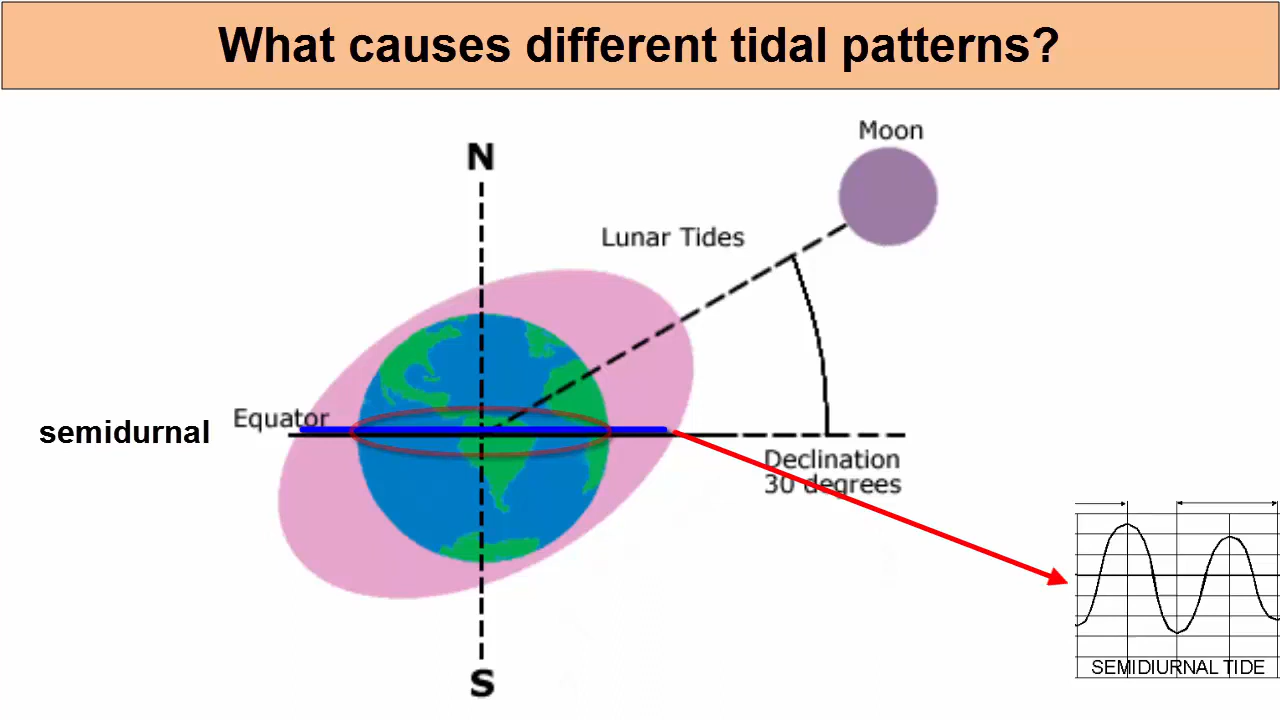 What causes different tidal patterns?
Moon
N
Lunar Tides
Equator
semidurnal
Declination
30 degrees
SEMIDIURNAL TIDE
S